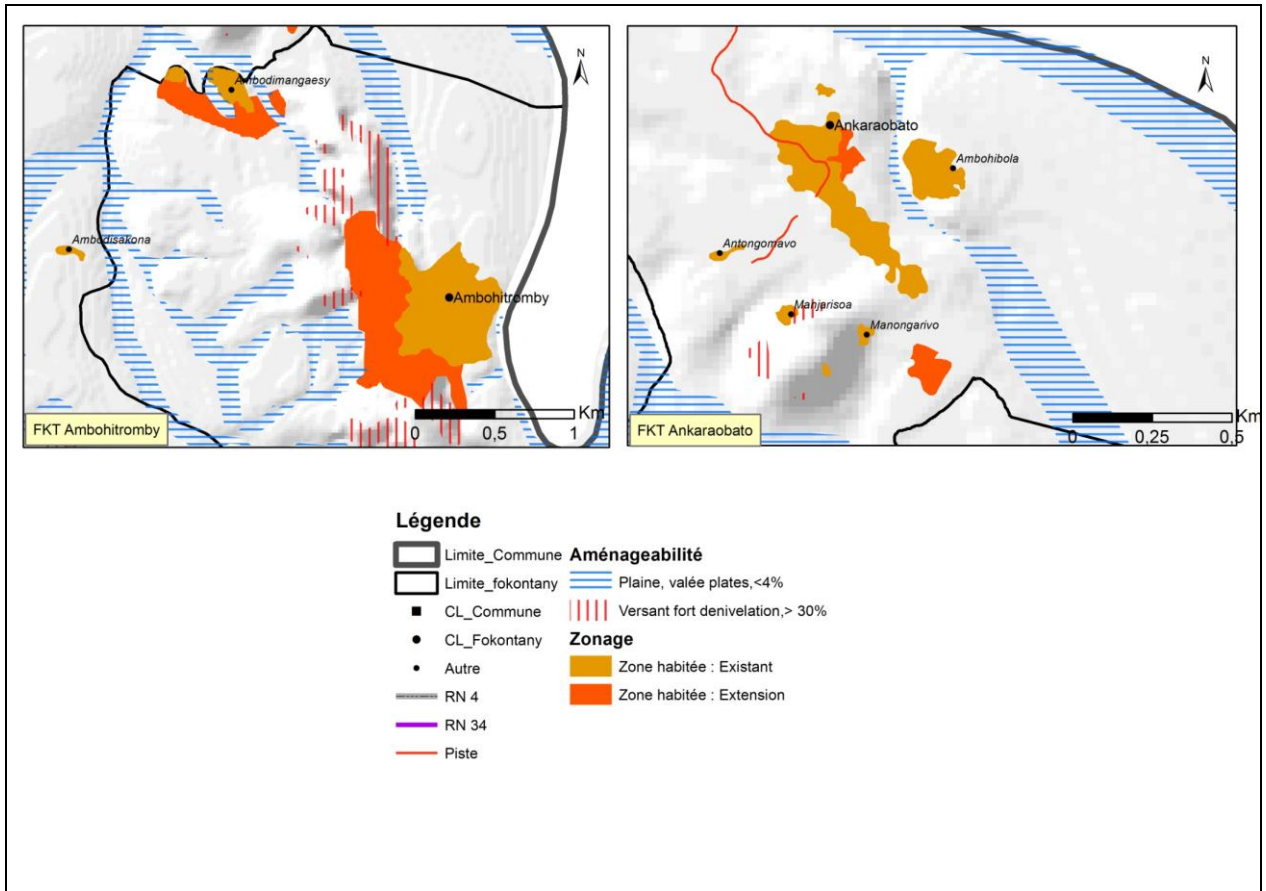 N
Ambodimangaesy
Ambodisakona
Ambohitromby
Km
0 0,5 1
FKT Ambohitromby
N
Ankaraobato
Ambohibola
Antongomavo
Mahjarisoa
Manongarivo
Km
0 0,25 0,5
FKT Ankaraobato
Légende
Limite_Commune
Limite_fokontany
CL_Commune
CL_Fokontany
Autre
RN 4
RN 34
Piste
Aménageabilité
Plaine, valée plates,<4%
Versant fort denivelation,> 30%
Zonage
Zone habitée : Existant
Zone habitée : Extension